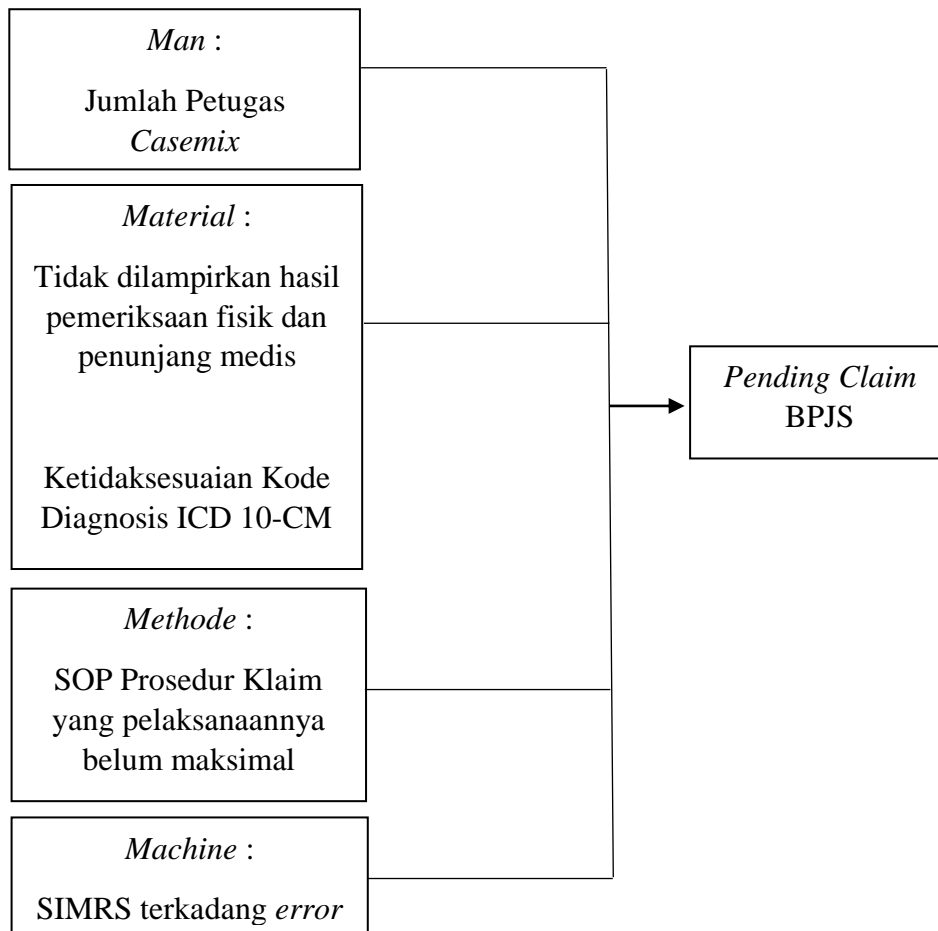 Man :
Jumlah Petugas
Casemix
Material :
Tidak dilampirkan hasil
pemeriksaan fisik dan
penunjang medis
Ketidaksesuaian Kode
Diagnosis ICD 10-CM
Methode :
SOP Prosedur Klaim
yang pelaksanaannya
belum maksimal
Machine :
SIMRS terkadang error
Pending Claim
BPJS